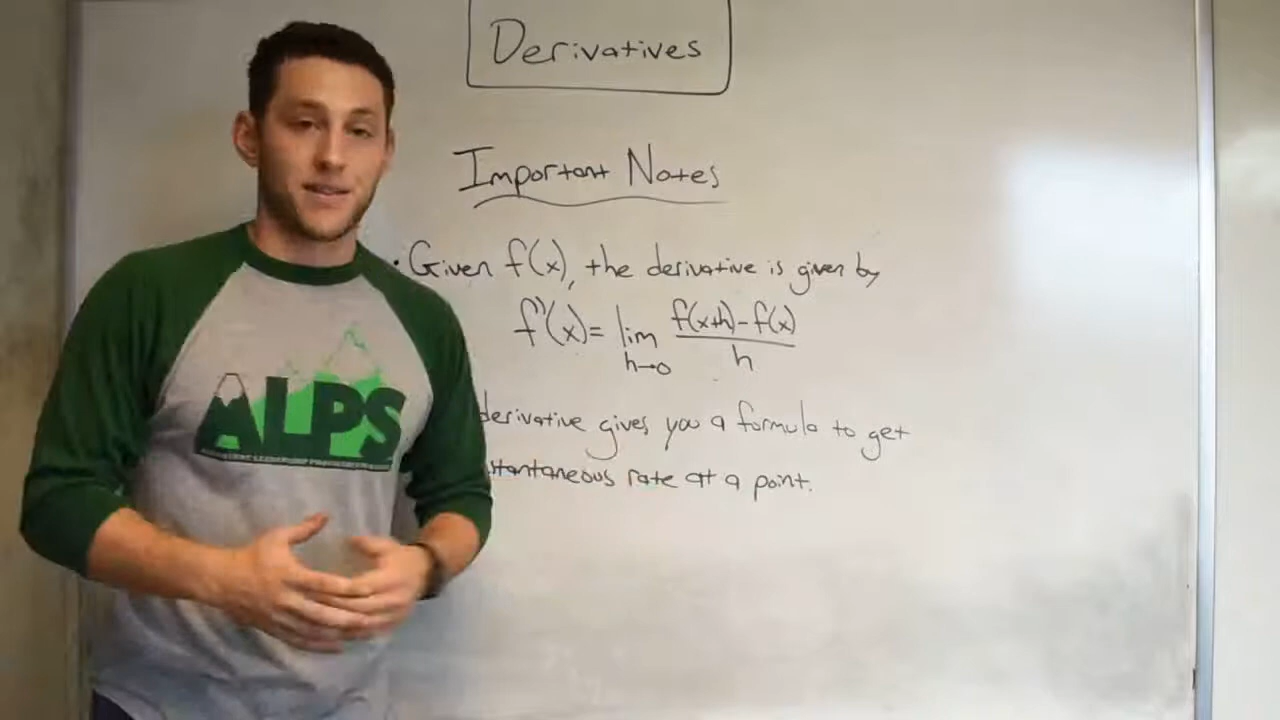 Derivatives
Important Notes
• Given f(x), the derivative is given by
f'(x) = lim h→0 f(x+h)-f(x) / h
derivative gives you a formula to get
stantaneous rate at a point.
ALPS